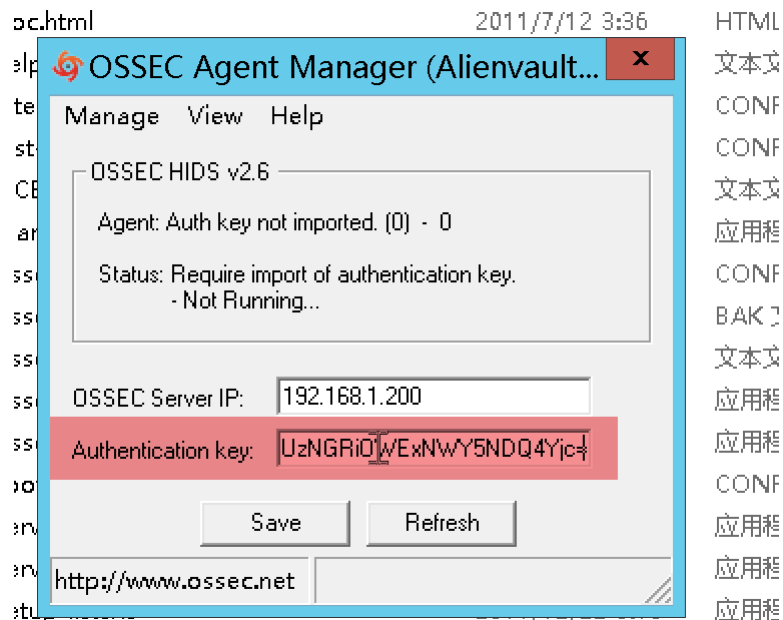 oc.html 2011/7/12 3:36 HTML
OSSEC Agent Manager (Alienvault...
x
Manage View Help
OSSEC HIDS v2.6
Agent: Auth key not imported. (0) - 0
Status: Require import of authentication key.
- Not Running...
OSSEC Server IP: 192.168.1.200
Authentication key:
Save Refresh
http://www.ossec.net
文本文
CONF
CONF
文本文
应用程
CONF
BAK
文本文
应用程
应用程
CONF
应用程
应用程
应用程